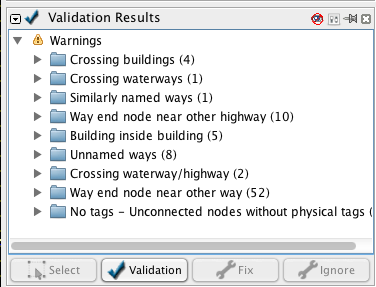 Validation Results
Warnings
Crossing buildings (4)
Crossing waterways (1)
Similarly named ways (1)
Way end node near other highway (10)
Building inside building (5)
Unnamed ways (8)
Crossing waterway/highway (2)
Way end node near other way (52)
No tags - Unconnected nodes without physical tags (
Select Validation Fix Ignore